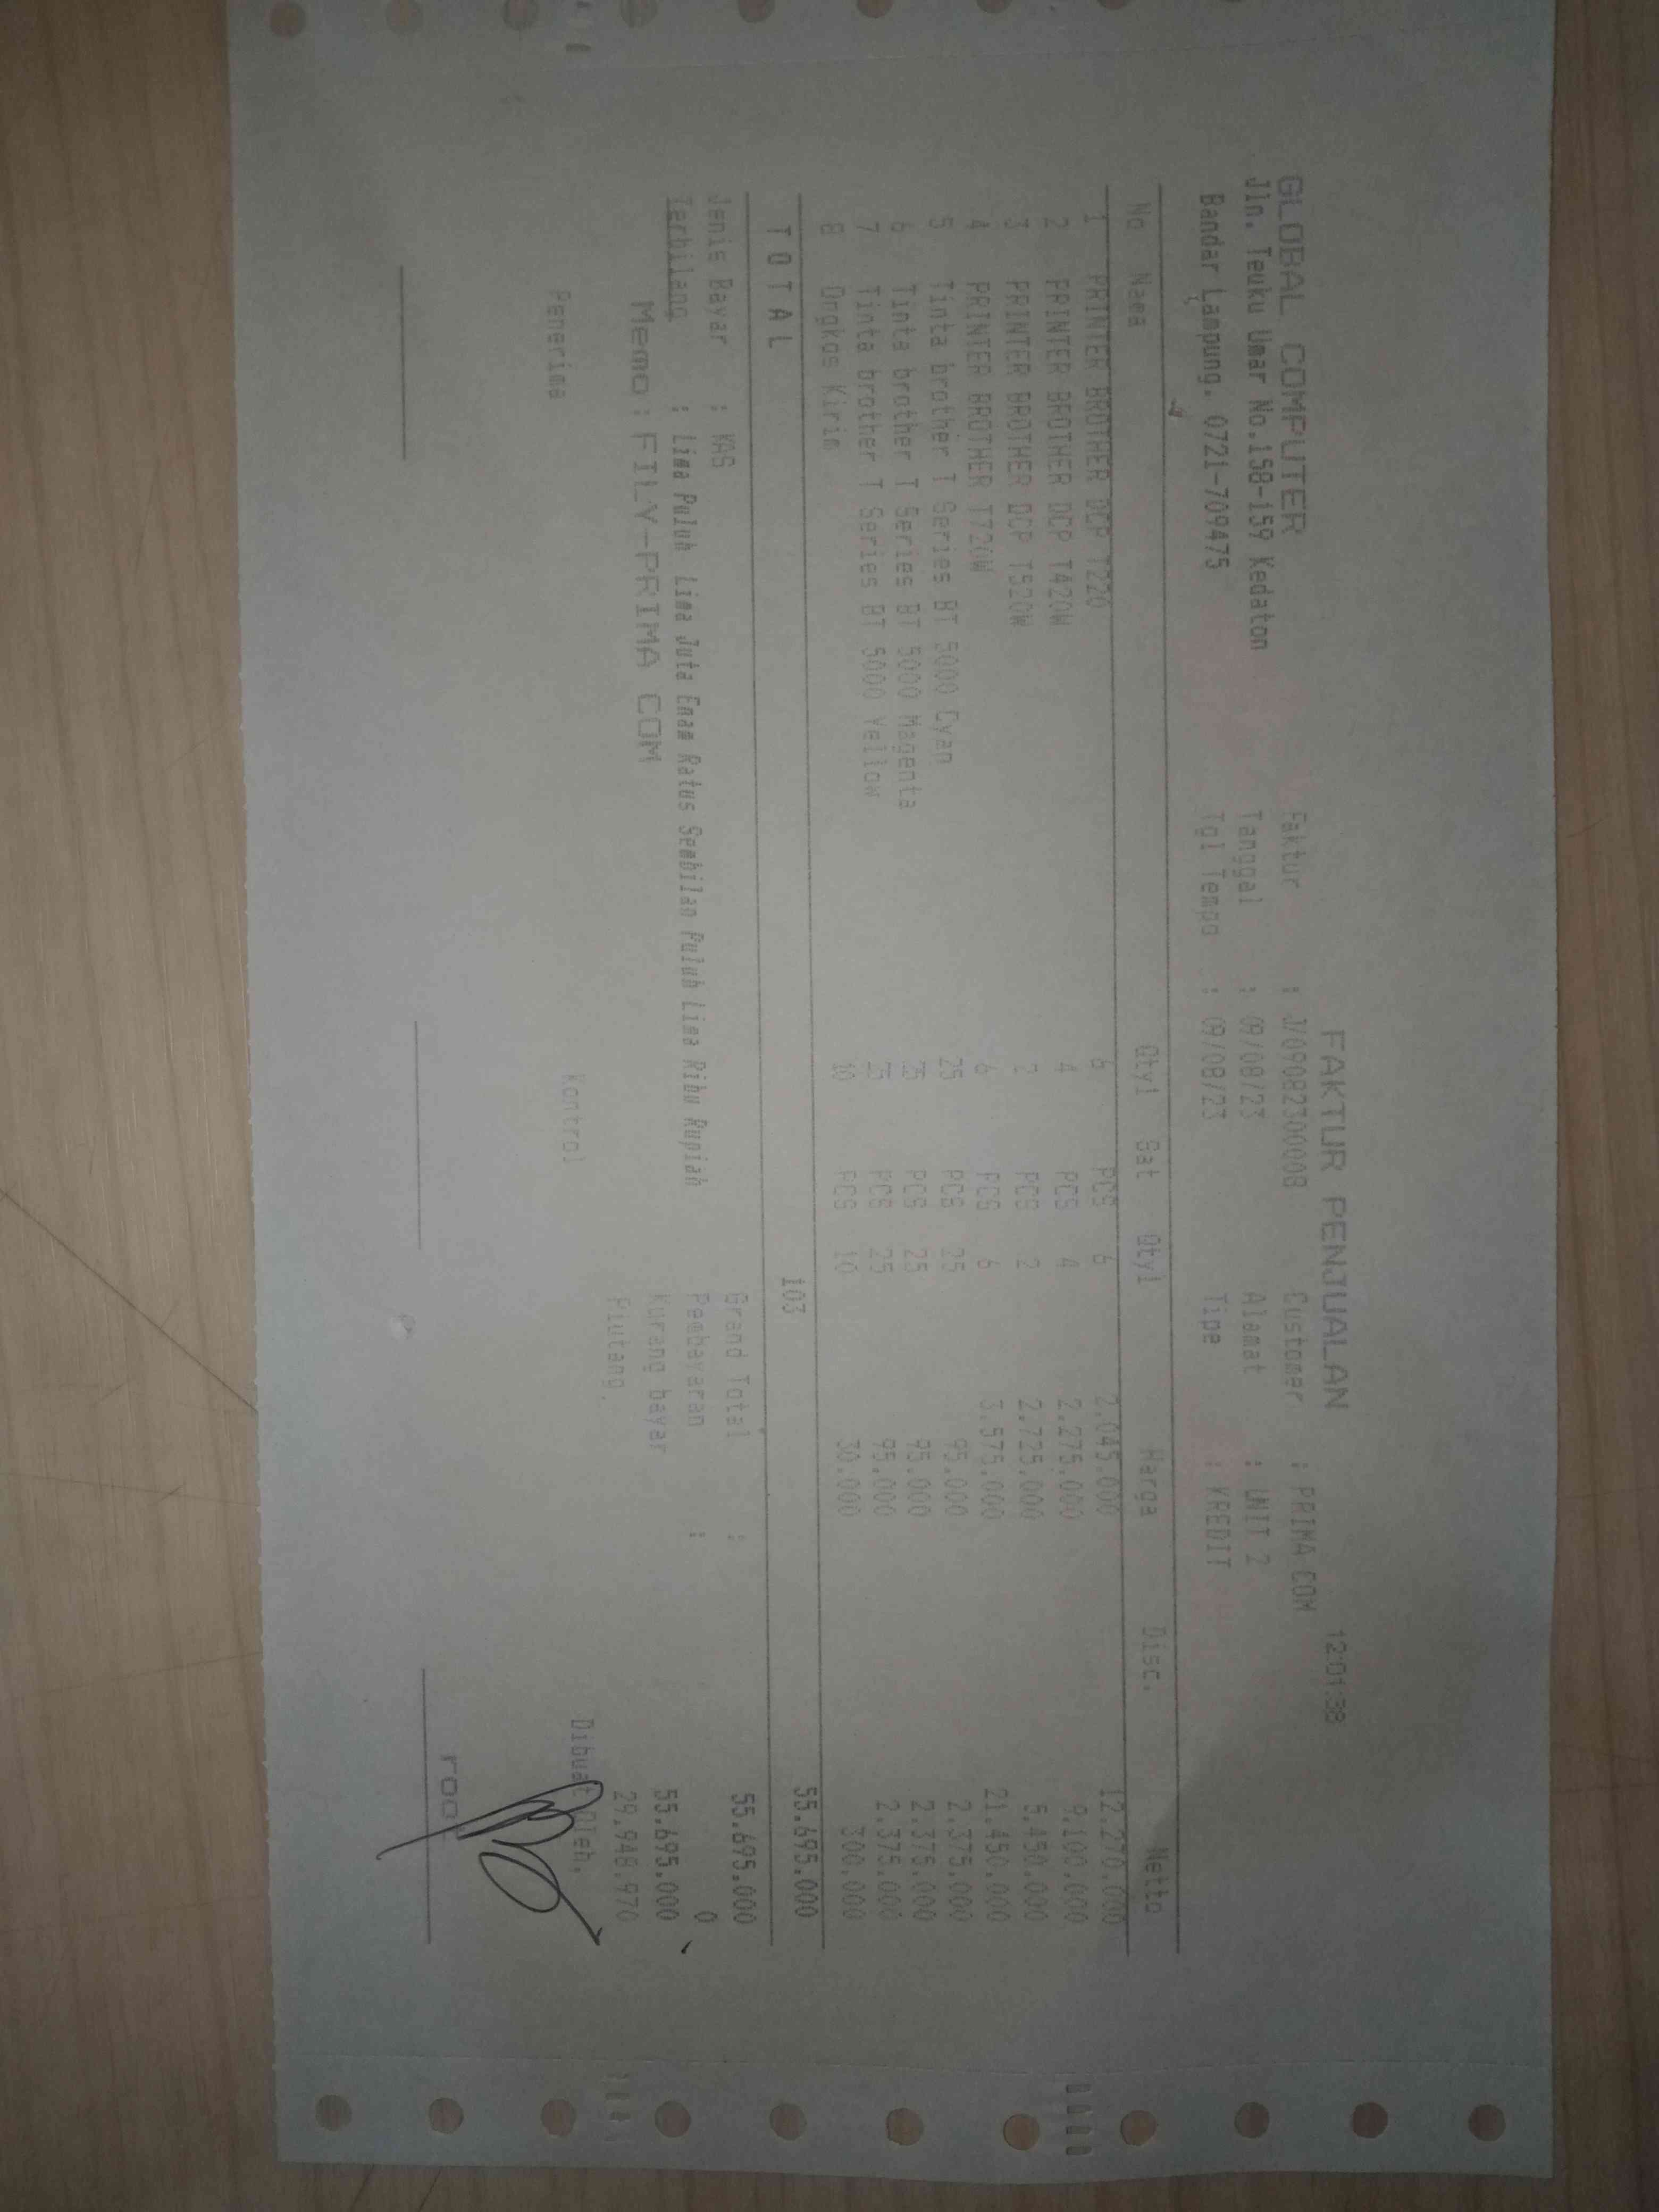 FAKTUR PENJUALAN 12:01:38
GLOBAL COMPUTER Faktur : J/09082300008 Customer : PRIMA COM
Jln. Teuku Umar No.158-159 Kedaton Tanggal : 09/08/23 Alamat : UNIT 2
Bandar Lampung. 0721-709475 Tgl Tempo : 09/08/23 Tipe : KREDIT
No Nama Qty1 Sat Qty1 Harga Disc. Netto
1 PRINTER BROTHER DCP T220 6 PCS 6 2.045.000 12.270.000
2 PRINTER BROTHER DCP T420W 4 PCS 4 2.275.000 9.100.000
3 PRINTER BROTHER DCP T520W 2 PCS 2 2.725.000 5.450.000
4 PRINTER BROTHER T720W 6 PCS 6 3.575.000 21.450.000
5 Tinta brother T Series BT 5000 Cyan 25 PCS 25 95.000 2.375.000
6 Tinta brother T Series BT 5000 Magenta 25 PCS 25 95.000 2.375.000
7 Tinta brother T Series BT 5000 Yellow 25 PCS 25 95.000 2.375.000
8 Ongkos Kirim 10 PCS 10 30.000 300.000
T O T A L 103 55.695.000
Jenis Bayar : KAS Grand Total : 55.695.000
Terbilang : Lima Puluh Lima Juta Enam Ratus Sembilan Puluh Lima Ribu Rupiah Pembayaran : 0
Memo : FILV-PRIMA COM Kurang bayar 55.695.000
Piutang. 29.948.970
Penerima Kontrol Dibuat Oleh,